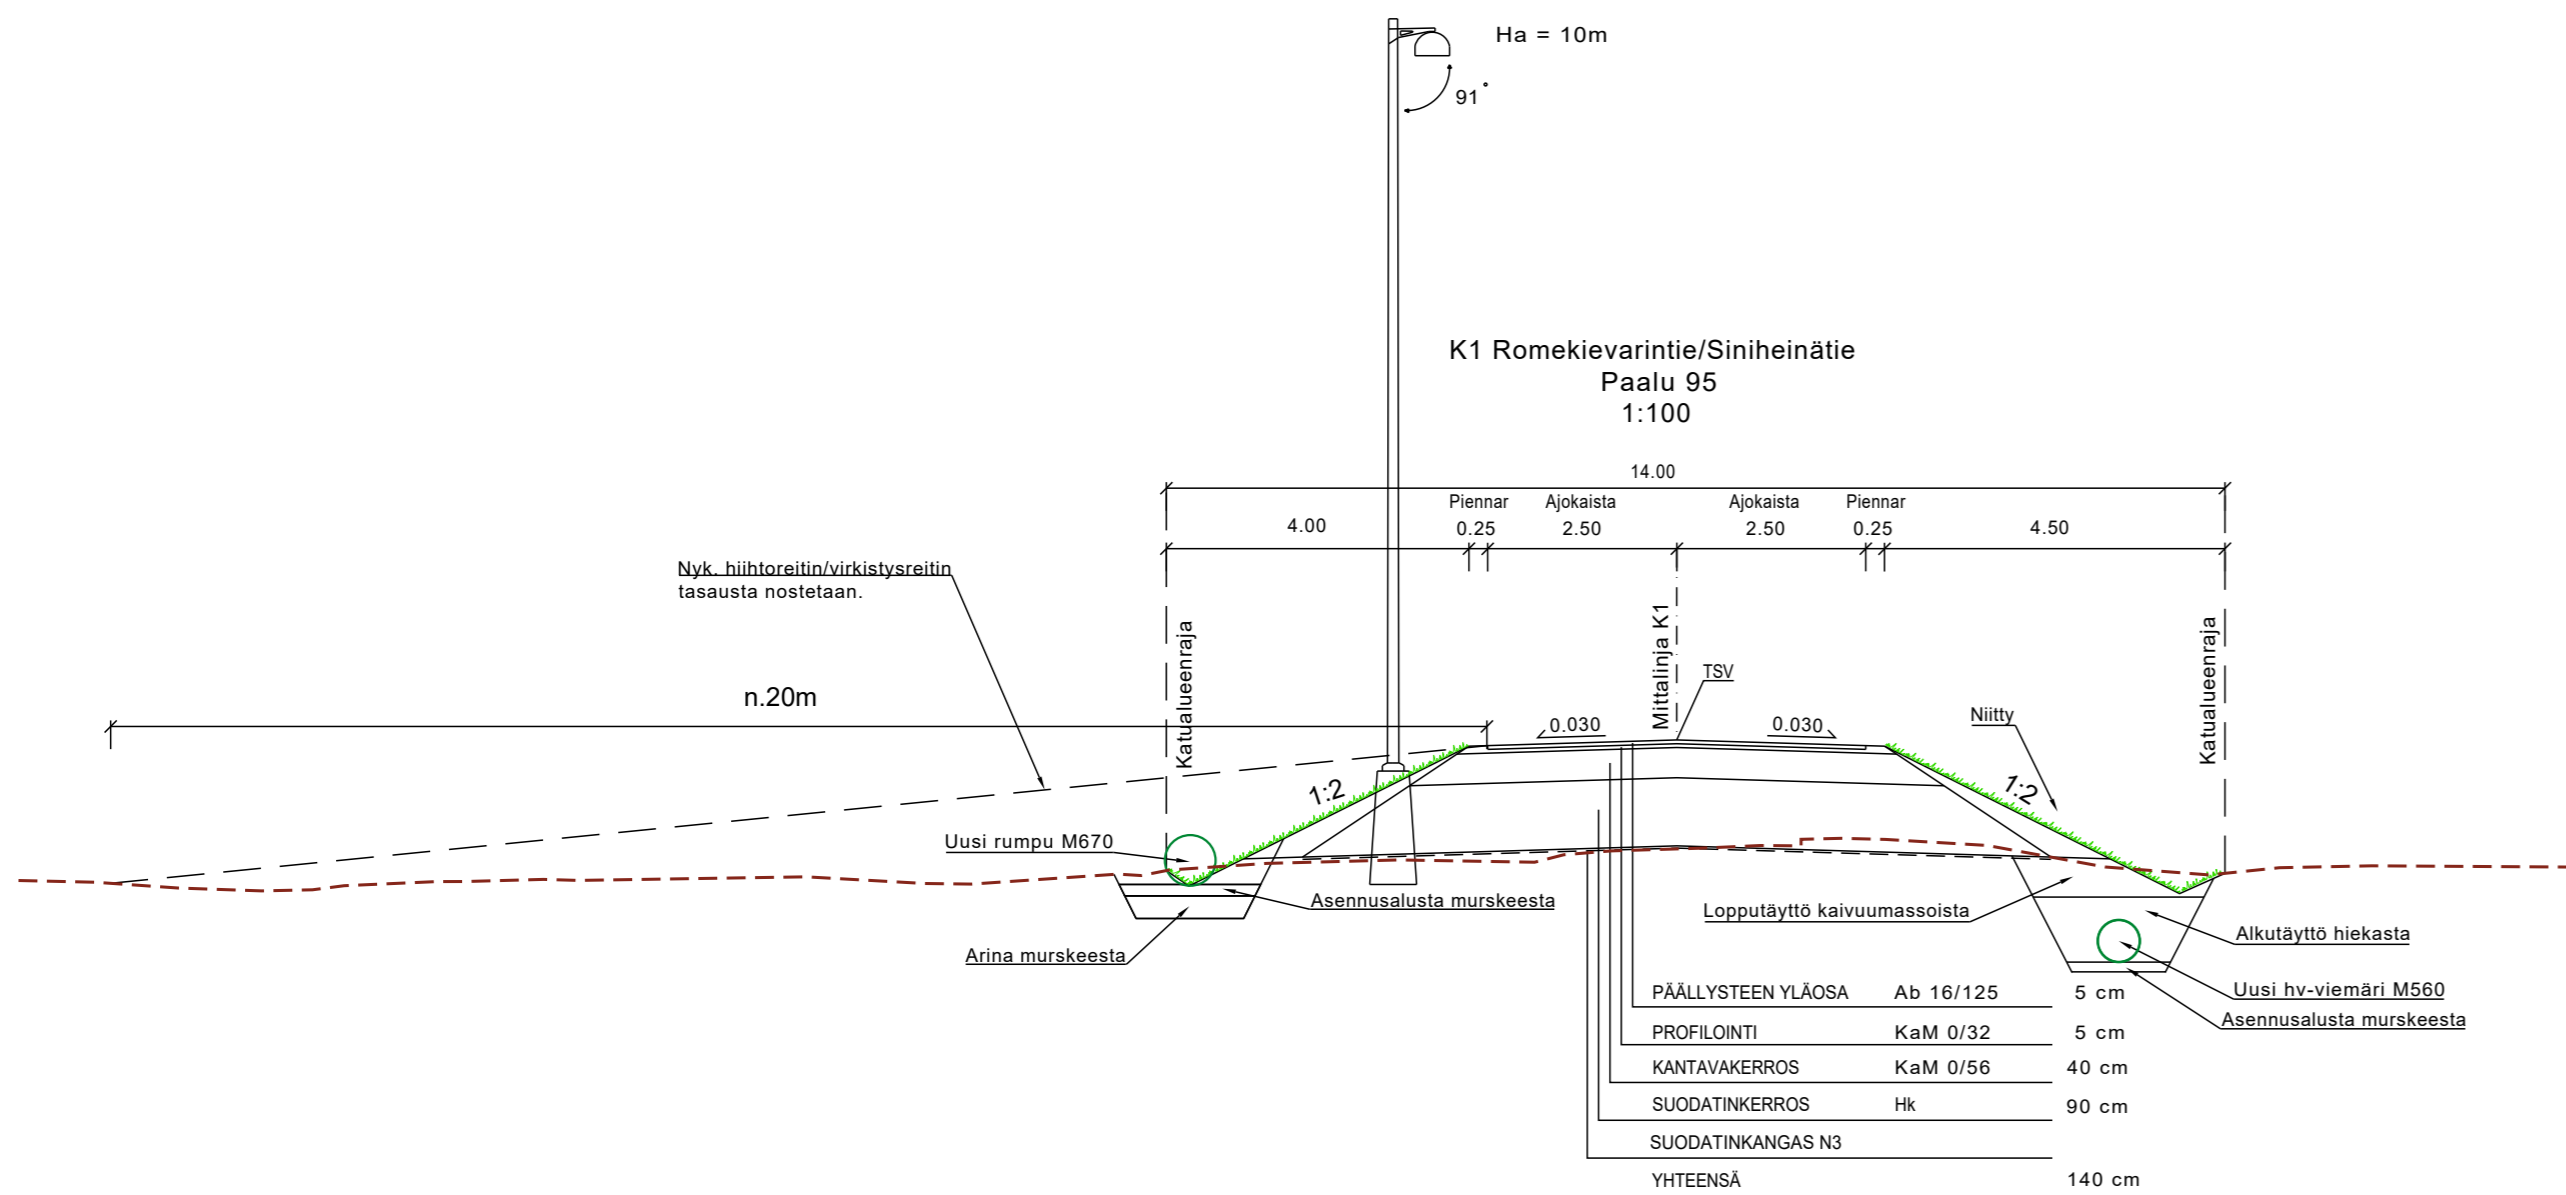 Ha = 10m
91°
K1 Romekievarintie/Siniheinätie
Paalu 95
1:100
14.00
Piennar Ajokaista Ajokaista Piennar
4.00 0.25 2.50 2.50 0.25 4.50
Nyk. hiihtoreitin/virkistysreitin
tasausta nostetaan.
Katualueenraja
Mittalinja K1
Katualueenraja
TSV
n.20m
0.030 0.030
Niitty
1:2
1:2
Uusi rumpu M670
Asennusalusta murskeesta
Arina murskeesta
Lopputäyttö kaivuumassoista
Alkutäyttö hiekasta
Uusi hv-viemäri M560
Asennusalusta murskeesta
PÄÄLLYSTEEN YLÄOSA Ab 16/125 5 cm
PROFILOINTI KaM 0/32 5 cm
KANTAVAKERROS KaM 0/56 40 cm
SUODATINKERROS Hk 90 cm
SUODATINKANGAS N3
YHTEENSÄ 140 cm